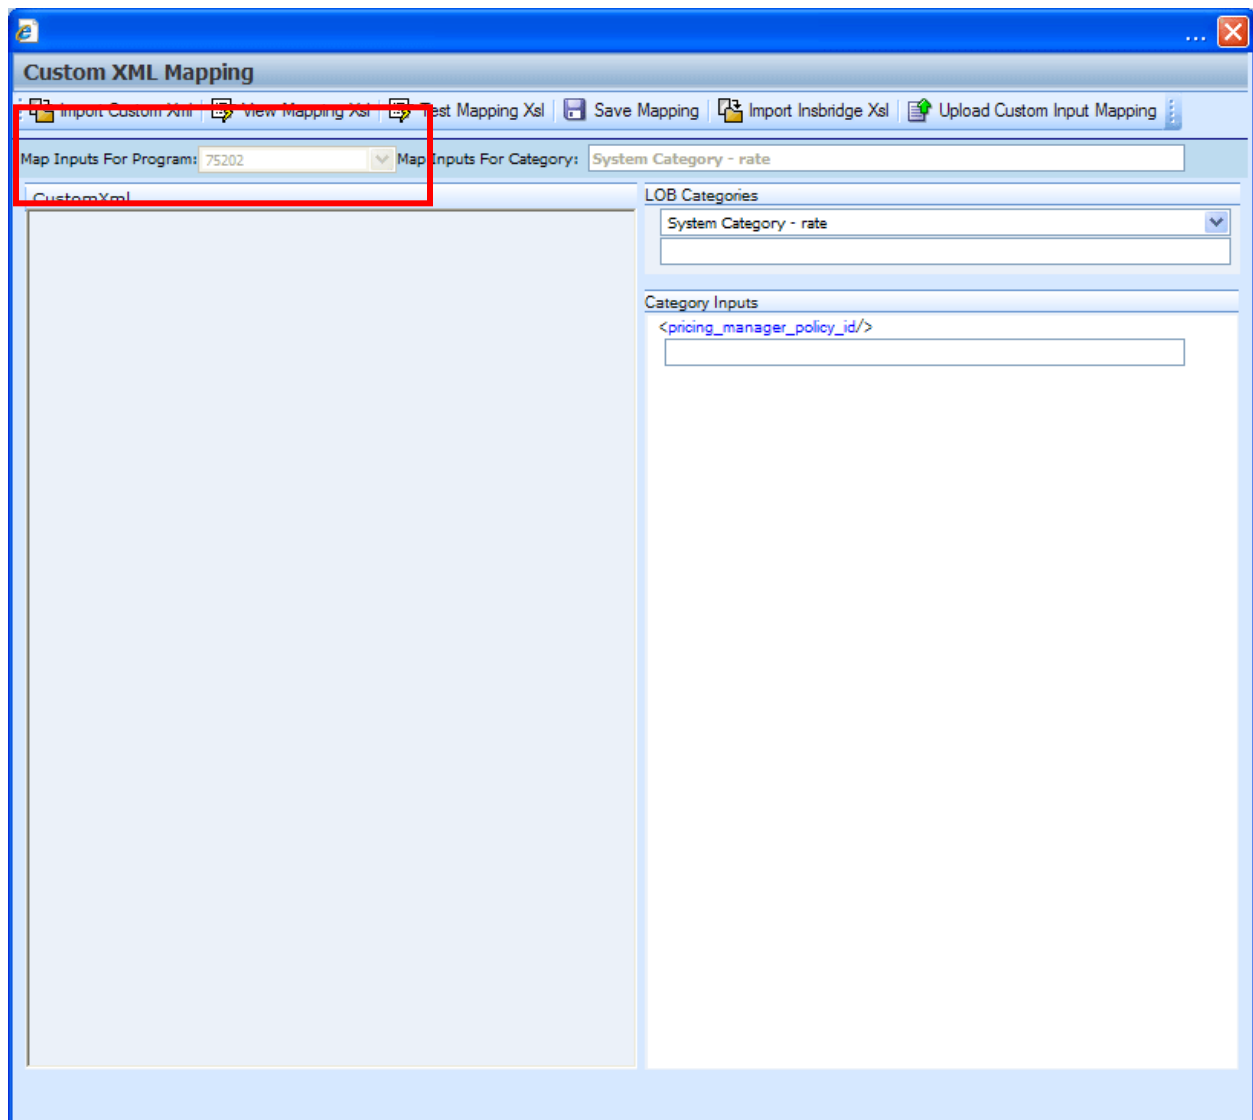 ...
Custom XML Mapping
Import Custom Xml View Mapping Xsl Test Mapping Xsl Save Mapping Import Insbridge Xsl Upload Custom Input Mapping
Map Inputs For Program: 75202 Map Inputs For Category: System Category - rate
CustomXml
LOB Categories
System Category - rate
Category Inputs
<pricing_manager_policy_id/>